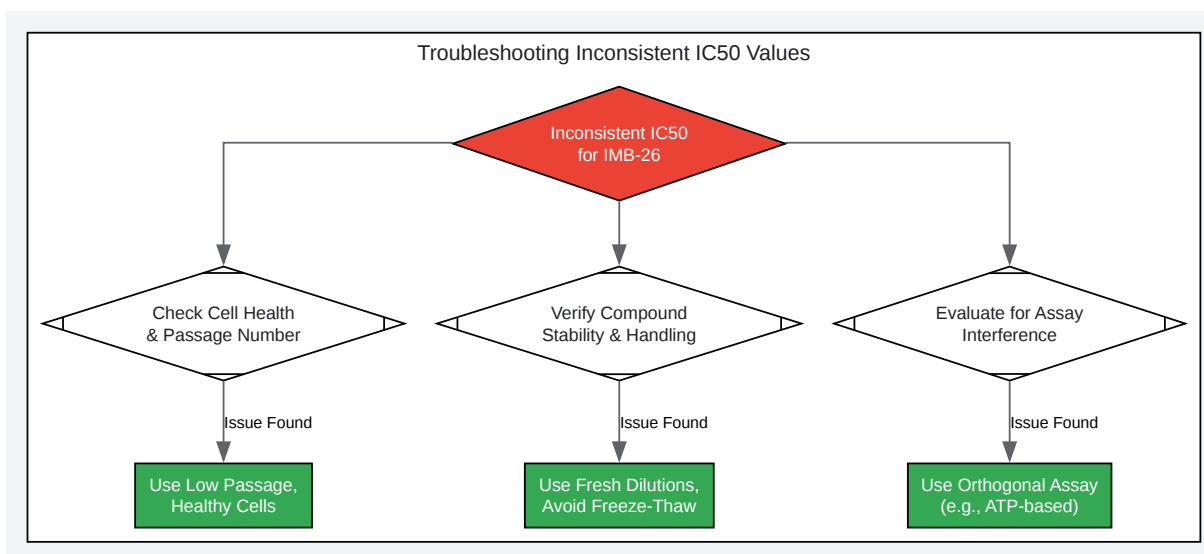 Troubleshooting Inconsistent IC50 Values
Inconsistent IC50
for IMB-26
Check Cell Health
& Passage Number
Verify Compound
Stability & Handling
Evaluate for Assay
Interference
Issue Found
Issue Found
Issue Found
Use Low Passage,
Healthy Cells
Use Fresh Dilutions,
Avoid Freeze-Thaw
Use Orthogonal Assay
(e.g., ATP-based)